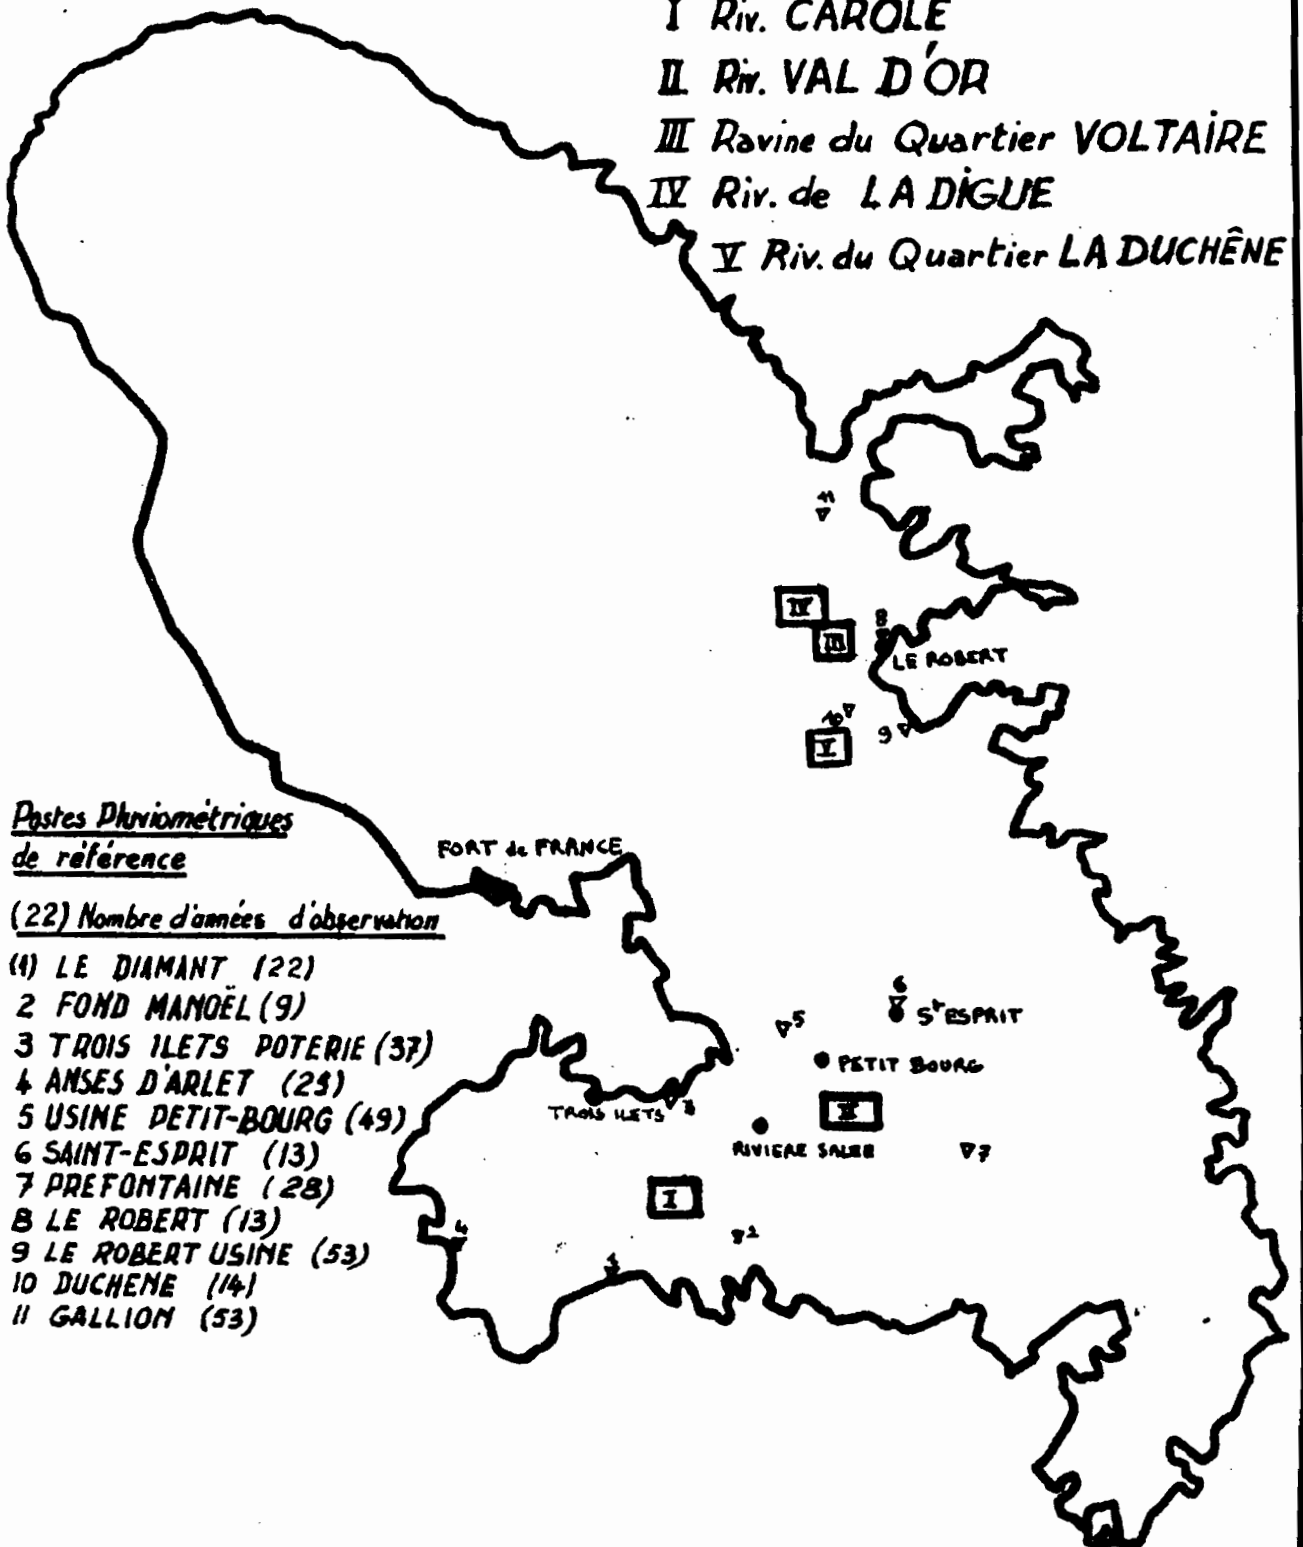 I Riv. CAROLE
II Riv. VAL D'OR
III Ravine du Quartier VOLTAIRE
IV Riv. de LA DIGUE
V Riv. du Quartier LA DUCHÊNE
11
IV
III
8
LE ROBERT
10
9
V
Postes Pluviométriques
de référence
(22) Nombre d'années d'observation
(1) LE DIAMANT (22)
2 FOND MANOËL (9)
3 TROIS ILETS POTERIE (37)
4 ANSES D'ARLET (21)
5 USINE PETIT-BOURG (49)
6 SAINT-ESPRIT (13)
7 PREFONTAINE (28)
8 LE ROBERT (13)
9 LE ROBERT USINE (53)
10 DUCHENE (14)
11 GALLION (53)
FORT de FRANCE
6
St ESPRIT
5
PETIT BOURG
TROIS ILETS
3
II
RIVIERE SALEE
7
I
2
4
1